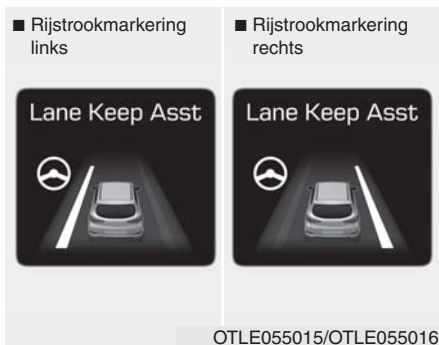 ■ Rijstrookmarkering
links
■ Rijstrookmarkering
rechts
Lane Keep Asst
Lane Keep Asst
OTLE055015/OTLE055016